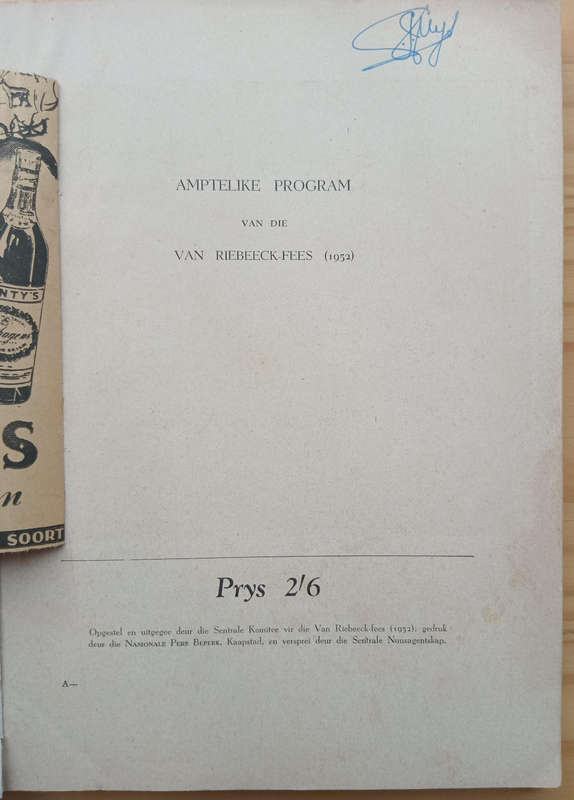 AMPTELIKE PROGRAM
VAN DIE
VAN RIEBEECK-FEES (1952)
NTY'S
S
n
SOORT
Prys 2/6
Opgestel en uitgegee deur die Sentrale Komitee vir die Van Riebeeck-fees (1952); gedruk
deur die NASIONALE PERS BEPERK, Kaapstad, en versprei deur die Sentrale Nuusagentskap.
A—